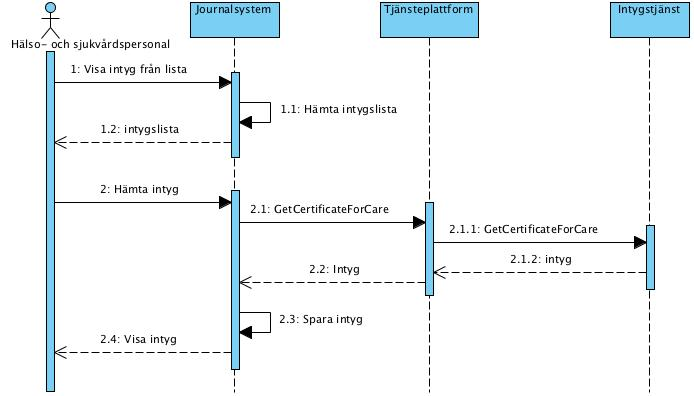 Journalsystem
Tjänsteplattform
Intygstjänst
Hälso- och sjukvårdspersonal
1: Visa intyg från lista
1.1: Hämta intygslista
1.2: intygslista
2: Hämta intyg
2.1: GetCertificateForCare
2.1.1: GetCertificateForCare
2.1.2: intyg
2.2: Intyg
2.3: Spara intyg
2.4: Visa intyg